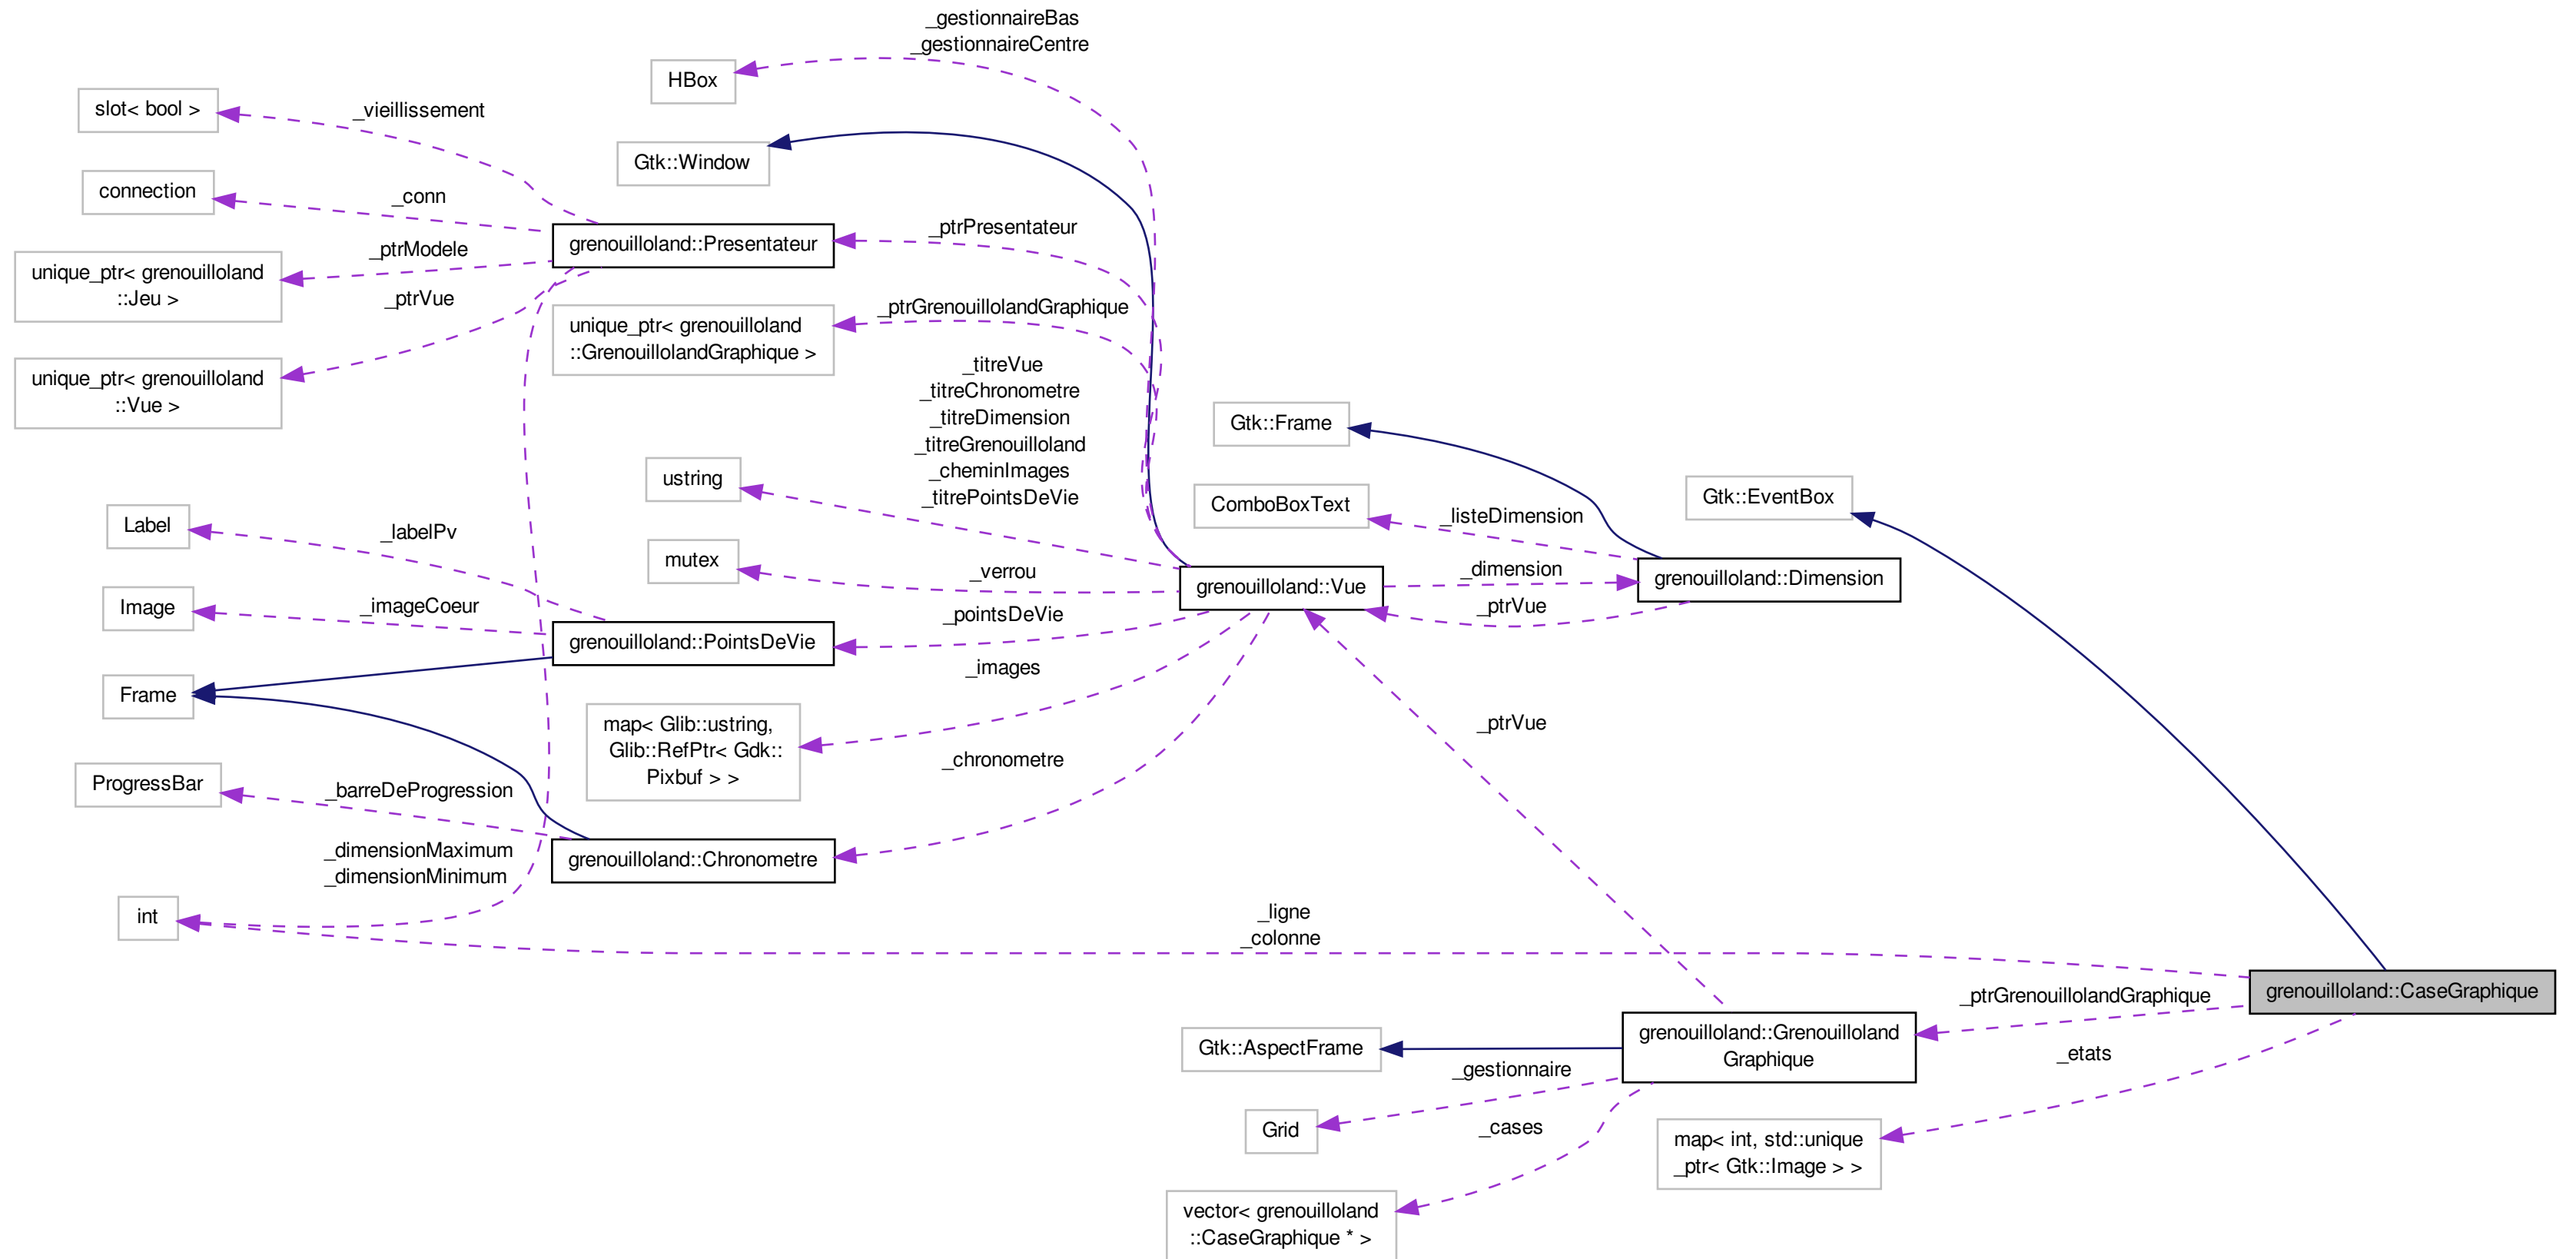 _gestionnaireBas
_gestionnaireCentre
HBox
slot< bool >
_vieillissement
Gtk::Window
connection
_conn
_ptrPresentateur
grenouilloland::Presentateur
_ptrModele
unique_ptr< grenouilloland
::Jeu >
_ptrVue
_ptrGrenouillolandGraphique
unique_ptr< grenouilloland
::GrenouillolandGraphique >
unique_ptr< grenouilloland
::Vue >
_titreVue
_titreChronometre
_titreDimension
_titreGrenouilloland
_cheminImages
_titrePointsDeVie
Gtk::Frame
ustring
ComboBoxText
_listeDimension
Gtk::EventBox
Label
_labelPv
mutex
_verrou
grenouilloland::Vue
_dimension
grenouilloland::Dimension
_ptrVue
Image
_imageCoeur
_pointsDeVie
grenouilloland::PointsDeVie
_images
Frame
map< Glib::ustring,
Glib::RefPtr< Gdk::
Pixbuf > >
_ptrVue
_chronometre
ProgressBar
_barreDeProgression
_dimensionMaximum
_dimensionMinimum
grenouilloland::Chronometre
int
_ligne
_colonne
grenouilloland::CaseGraphique
_ptrGrenouillolandGraphique
grenouilloland::Grenouilloland
Graphique
Gtk::AspectFrame
_gestionnaire
_etats
Grid
_cases
map< int, std::unique
_ptr< Gtk::Image > >
vector< grenouilloland
::CaseGraphique * >